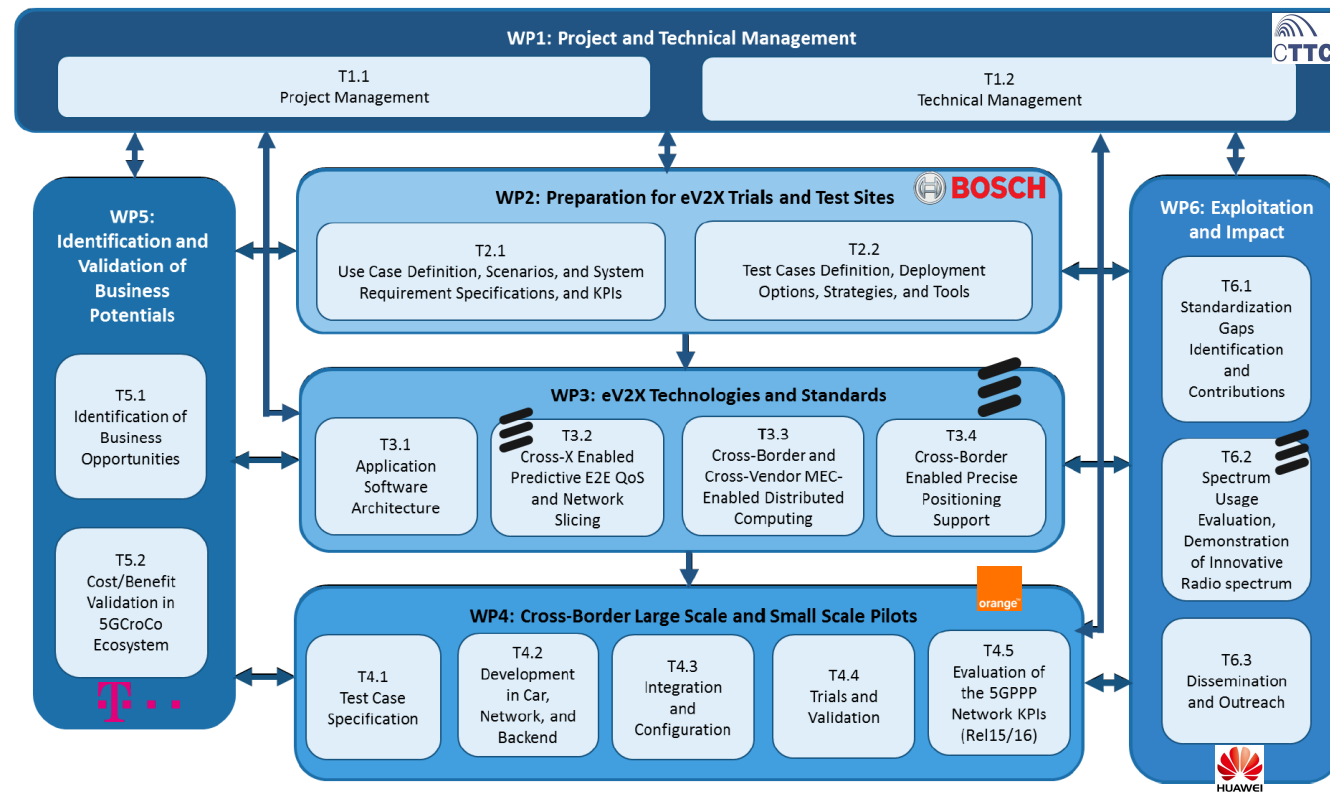 WP1: Project and Technical Management
CTTC
T1.1
Project Management
T1.2
Technical Management
WP2: Preparation for eV2X Trials and Test Sites
BOSCH
T2.1
Use Case Definition, Scenarios, and System
Requirement Specifications, and KPIs
T2.2
Test Cases Definition, Deployment
Options, Strategies, and Tools
WP5:
Identification and
Validation of
Business
Potentials
T5.1
Identification of
Business
Opportunities
T5.2
Cost/Benefit
Validation in
5GCroCo
Ecosystem
T
WP3: eV2X Technologies and Standards
T3.1
Application
Software
Architecture
T3.2
Cross-X Enabled
Predictive E2E QoS
and Network
Slicing
T3.3
Cross-Border and
Cross-Vendor MEC-
Enabled Distributed
Computing
T3.4
Cross-Border
Enabled Precise
Positioning
Support
WP4: Cross-Border Large Scale and Small Scale Pilots
orange™
T4.1
Test Case
Specification
T4.2
Development
in Car,
Network, and
Backend
T4.3
Integration
and
Configuration
T4.4
Trials and
Validation
T4.5
Evaluation of
the 5GPPP
Network KPIs
(Rel15/16)
WP6: Exploitation
and Impact
T6.1
Standardization
Gaps
Identification
and
Contributions
T6.2
Spectrum
Usage
Evaluation,
Demonstration
of Innovative
Radio spectrum
T6.3
Dissemination
and Outreach
HUAWEI